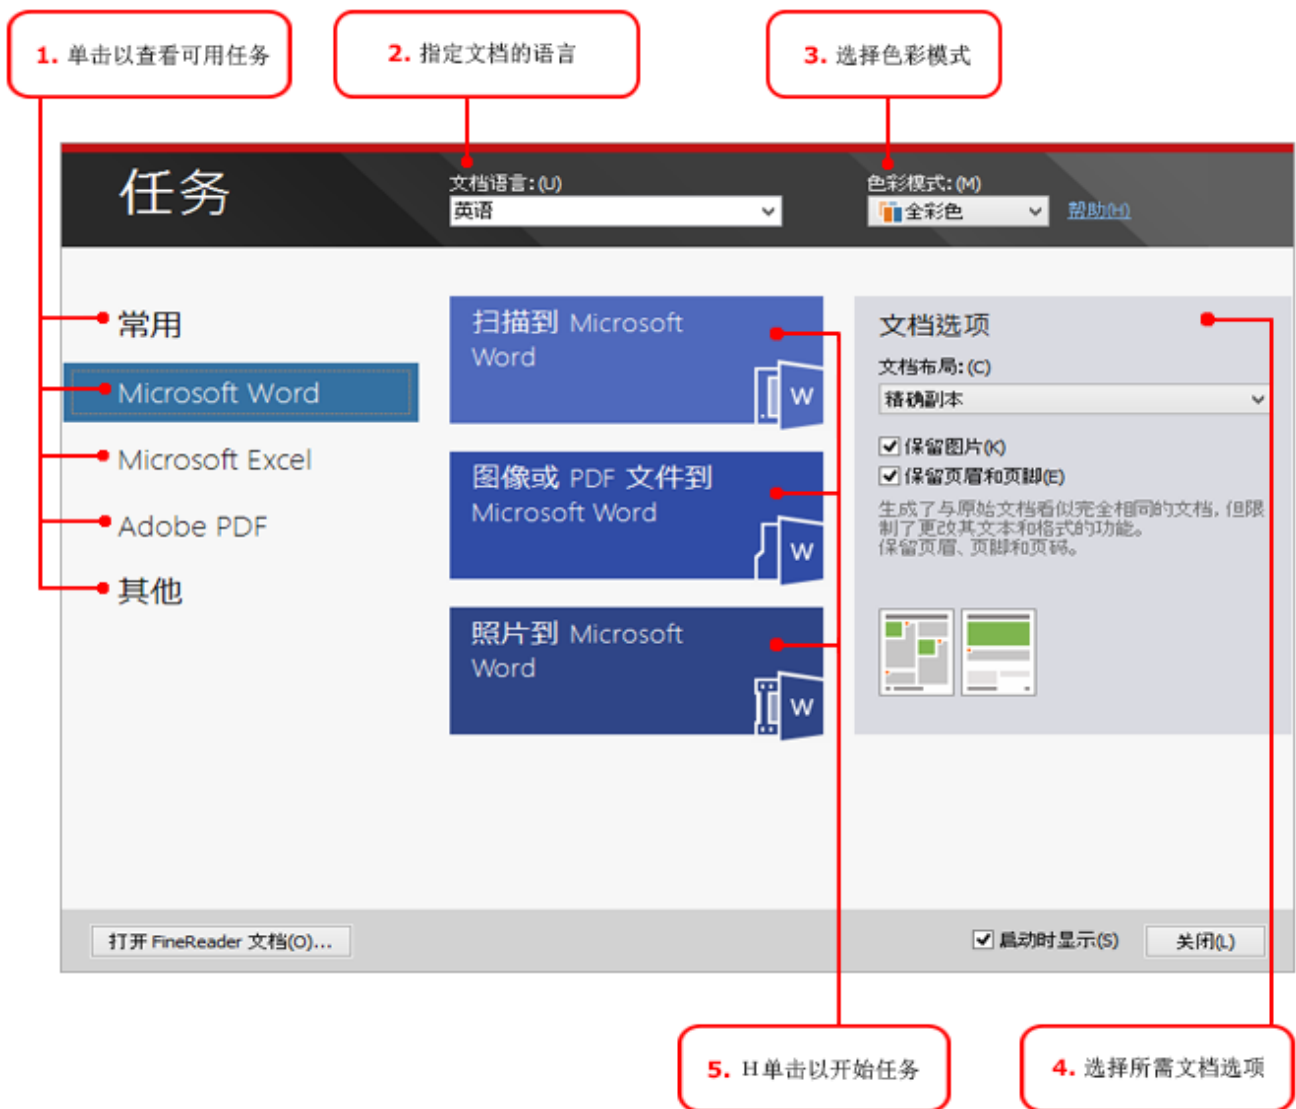 1. 单击以查看可用任务
2. 指定文档的语言
3. 选择色彩模式
任务
文档语言:(U)
英语
色彩模式:(M)
全彩色
帮助(H)
常用
Microsoft Word
Microsoft Excel
Adobe PDF
其他
扫描到 Microsoft
Word
W
图像或 PDF 文件到
Microsoft Word
W
照片到 Microsoft
Word
W
文档选项
文档布局:(C)
精确副本
保留图片(K)
保留页眉和页脚(E)
生成了与原始文档看似完全相同的文档,但限
制了更改其文本和格式的功能。
保留页眉、页脚和页码。
打开 FineReader 文档(O)...
启动时显示(S)
关闭(L)
5. H单击以开始任务
4. 选择所需文档选项